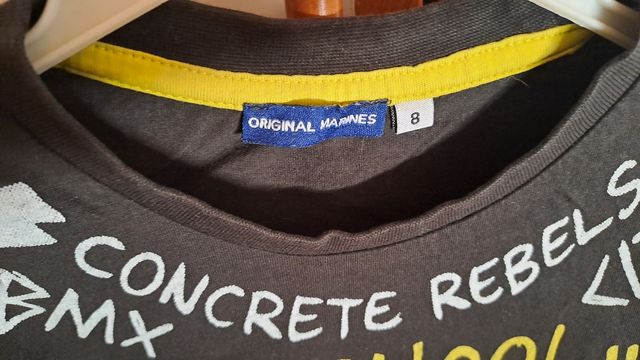 ORIGINAL MARINES
8
CONCRETE REBELS
BMX